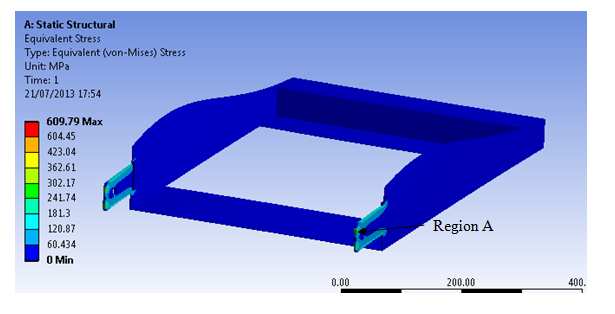 A: Static Structural
Equivalent Stress
Type: Equivalent (von-Mises) Stress
Unit: MPa
Time: 1
21/07/2013 17:54
609.79 Max
604.45
423.04
362.61
302.17
241.74
181.3
120.87
60.434
0 Min
Region A
0.00
200.00
400.